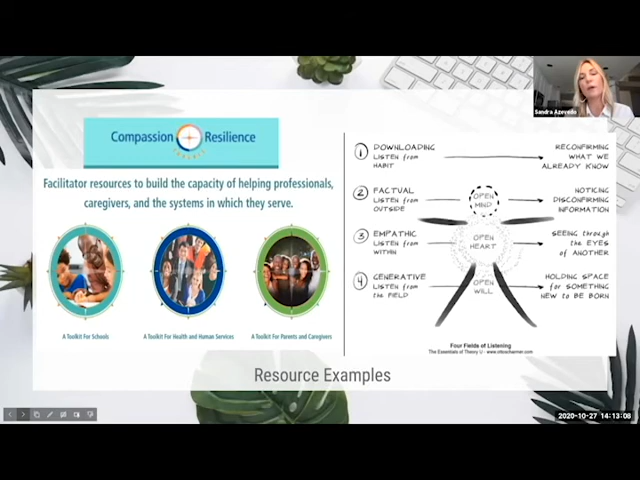 Sandra Azevedo
Compassion Resilience
TOOLKIT
Facilitator resources to build the capacity of helping professionals,
caregivers, and the systems in which they serve.
A Toolkit For Schools
A Toolkit For Health and Human Services
A Toolkit For Parents and Caregivers
1 DOWNLOADING
LISTEN from
HABIT
RECONFIRMING
WHAT WE
ALREADY KNOW
2 FACTUAL
LISTEN from
OUTSIDE
OPEN
MIND
NOTICING
DISCONFIRMING
INFORMATION
3 EMPATHIC
LISTEN from
WITHIN
OPEN
HEART
SEEING through
the EYES
of ANOTHER
4 GENERATIVE
LISTEN from
the FIELD
OPEN
WILL
HOLDING SPACE
for SOMETHING
NEW to BE BORN
Four Fields of Listening
The Essentials of Theory U - www.ottoscharmer.com
Resource Examples
2020-10-27 14:13:08